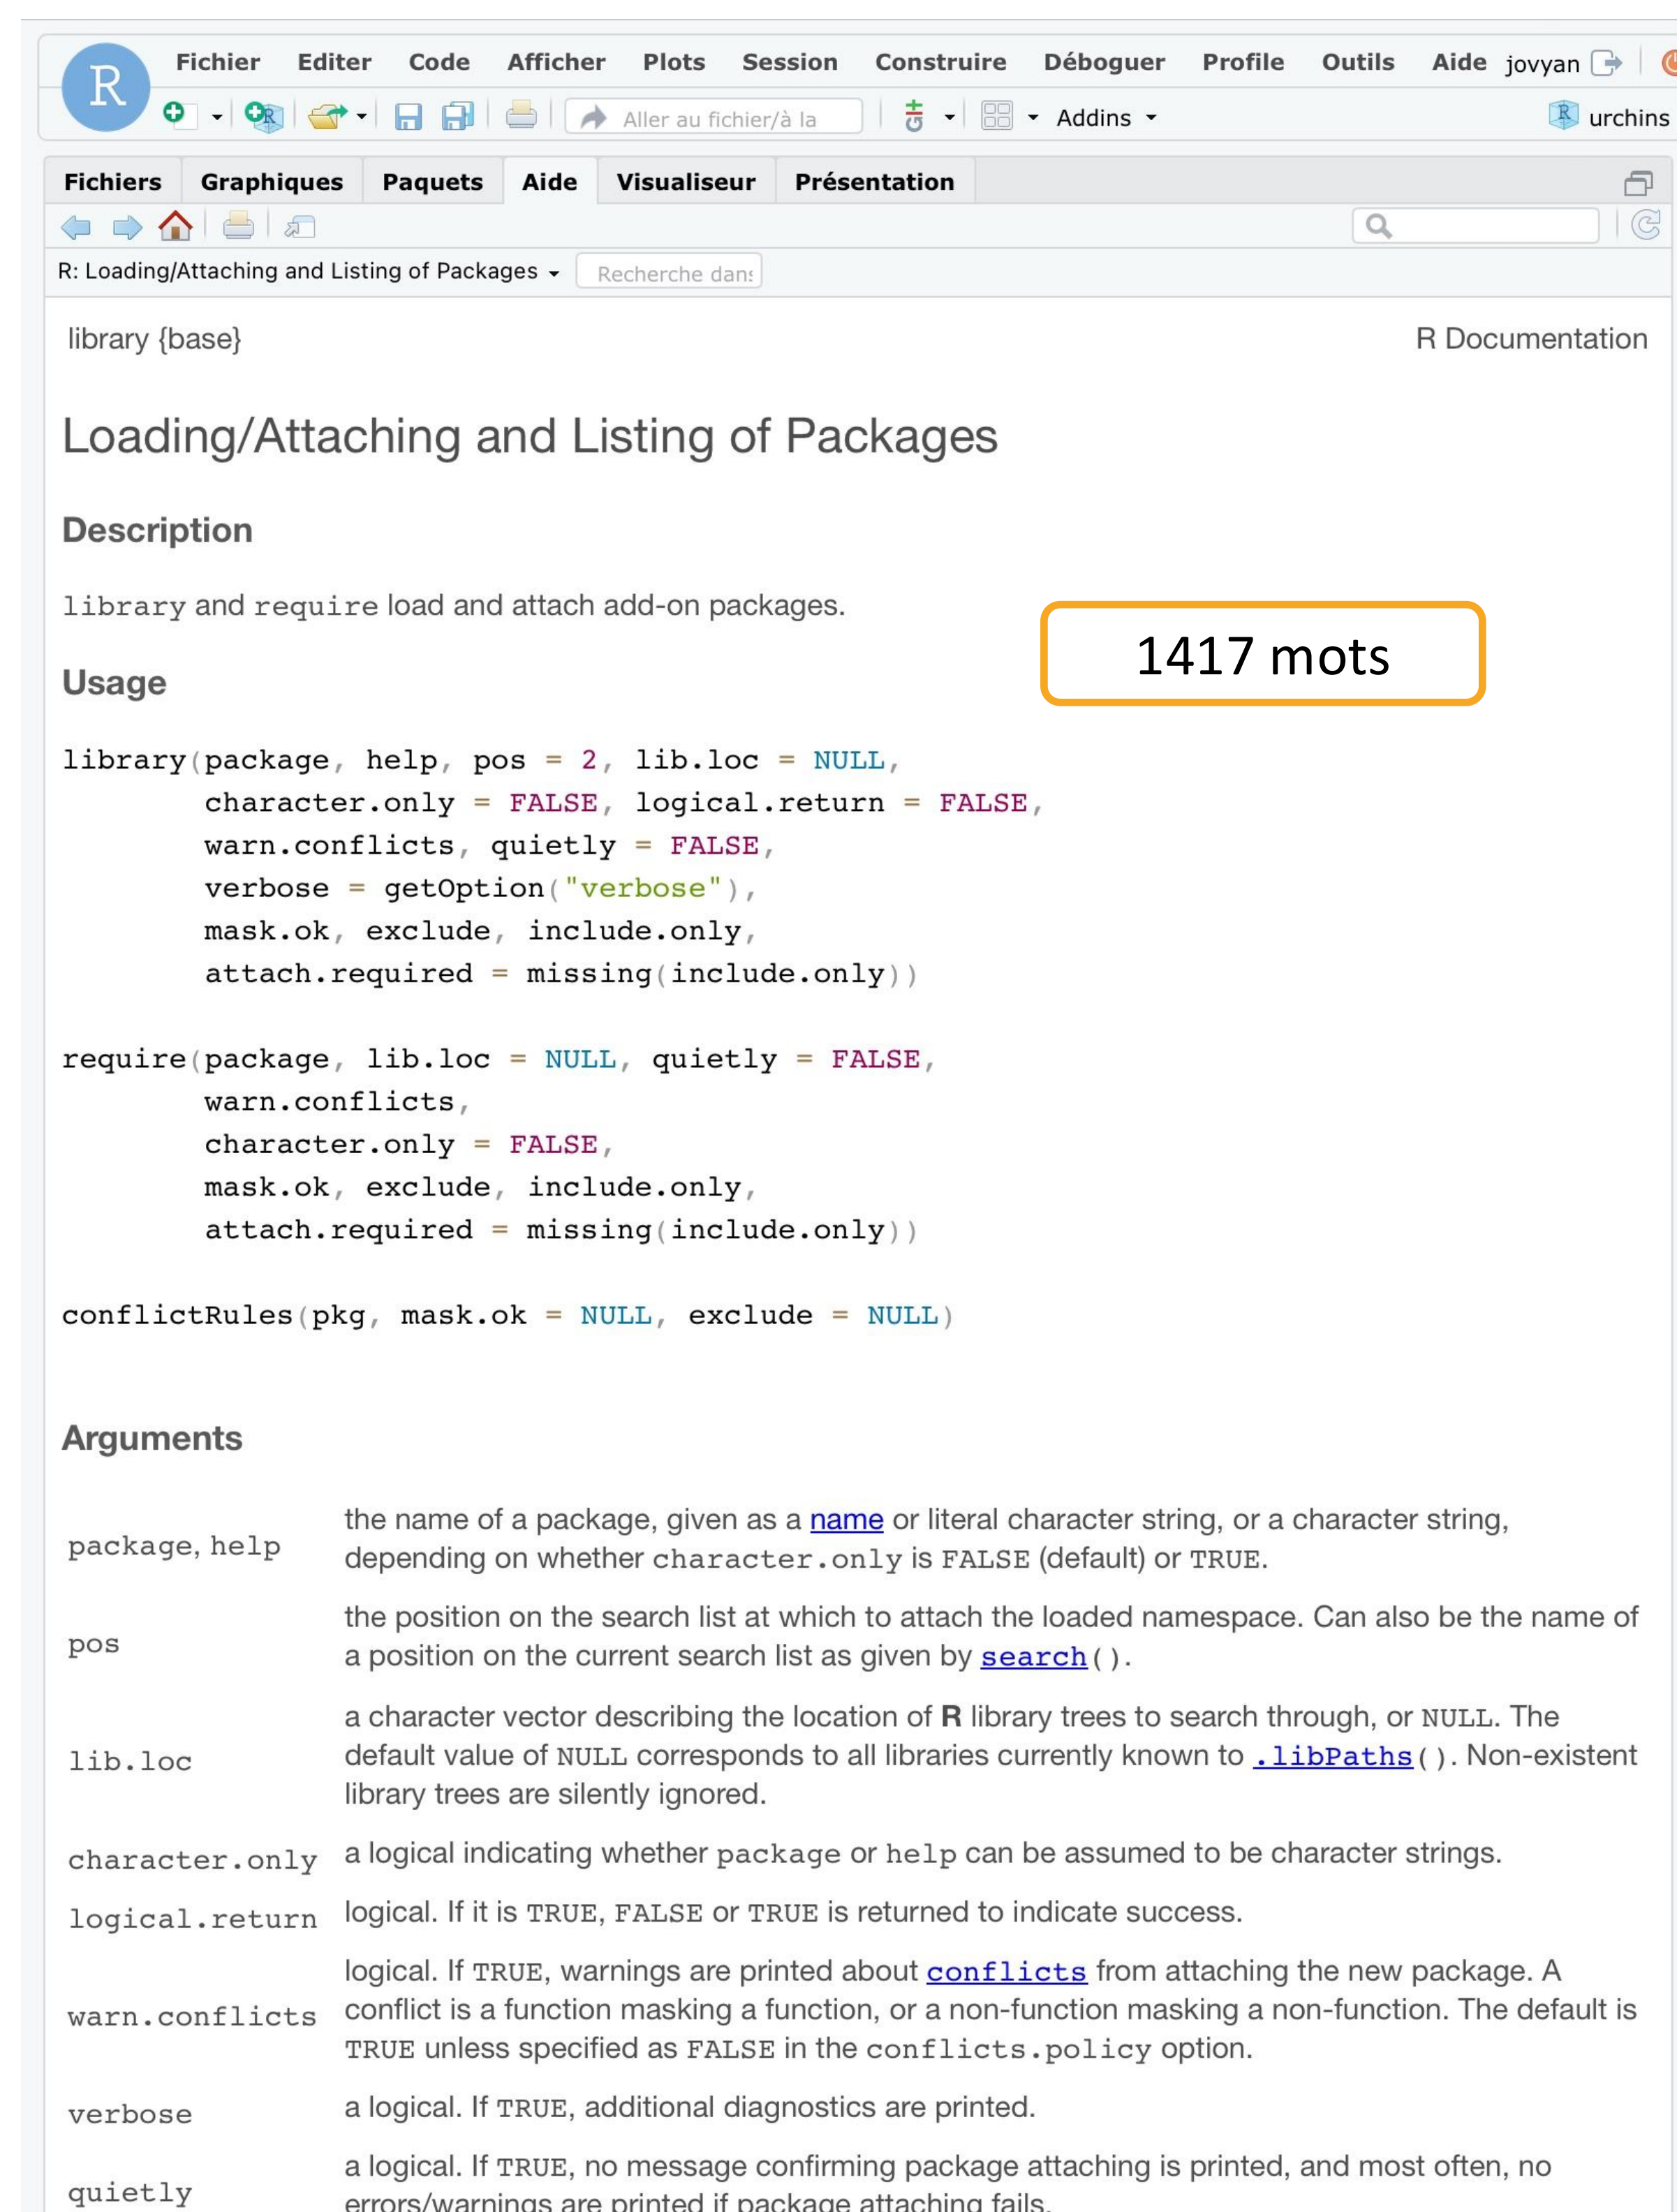 R Fichier Editer Code Afficher Plots Session Construire Déboguer Profile Outils Aide jovyan
R Aller au fichier/à la Git Addins R urchins
Fichiers Graphiques Paquets Aide Visualiseur Présentation
R: Loading/Attaching and Listing of Packages Recherche dans
library {base} R Documentation
Loading/Attaching and Listing of Packages
Description
library and require load and attach add-on packages.
1417 mots
Usage
library(package, help, pos = 2, lib.loc = NULL,
character.only = FALSE, logical.return = FALSE,
warn.conflicts, quietly = FALSE,
verbose = getOption("verbose"),
mask.ok, exclude, include.only,
attach.required = missing(include.only))
require(package, lib.loc = NULL, quietly = FALSE,
warn.conflicts,
character.only = FALSE,
mask.ok, exclude, include.only,
attach.required = missing(include.only))
conflictRules(pkg, mask.ok = NULL, exclude = NULL)
Arguments
package, help
the name of a package, given as a name or literal character string, or a character string,
depending on whether character.only is FALSE (default) or TRUE.
pos
the position on the search list at which to attach the loaded namespace. Can also be the name of
a position on the current search list as given by search().
lib.loc
a character vector describing the location of R library trees to search through, or NULL. The
default value of NULL corresponds to all libraries currently known to .libPaths(). Non-existent
library trees are silently ignored.
character.only a logical indicating whether package or help can be assumed to be character strings.
logical.return logical. If it is TRUE, FALSE or TRUE is returned to indicate success.
warn.conflicts
logical. If TRUE, warnings are printed about conflicts from attaching the new package. A
conflict is a function masking a function, or a non-function masking a non-function. The default is
TRUE unless specified as FALSE in the conflicts.policy option.
verbose a logical. If TRUE, additional diagnostics are printed.
quietly
a logical. If TRUE, no message confirming package attaching is printed, and most often, no
errors/warnings are printed if package attaching fails.